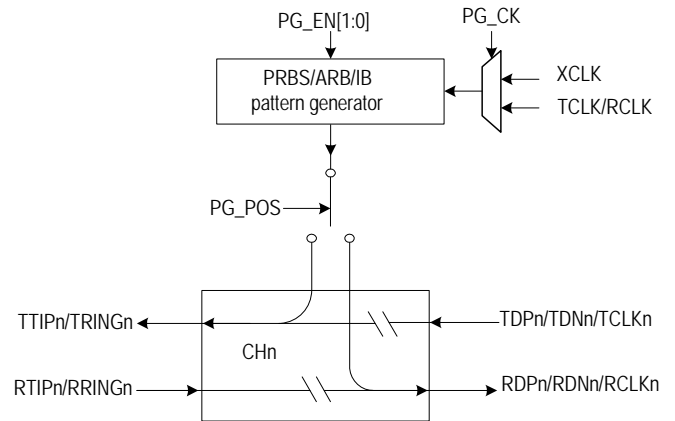 PG_EN[1:0]
PG_CK
PRBS/ARB/IB
pattern generator
XCLK
TCLK/RCLK
PG_POS
TTIPn/TRINGn
TDPn/TDNn/TCLKn
CHn
RTIPn/RRINGn
RDPn/RDNn/RCLKn